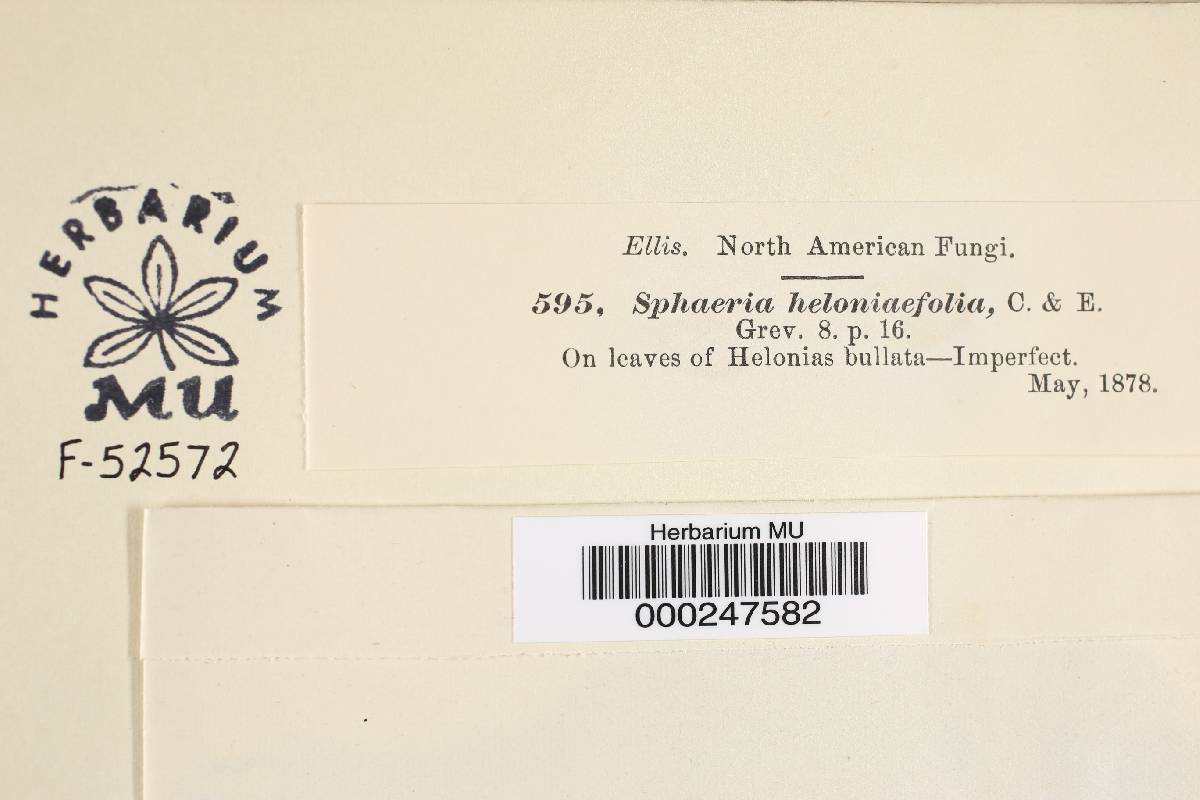 HERBARIUM
MU
F-52572
Ellis. North American Fungi.
595, Sphaeria heloniaefolia, C. & E.
Grev. 8. p. 16.
On leaves of Helonias bullata—Imperfect.
May, 1878.
Herbarium MU
000247582